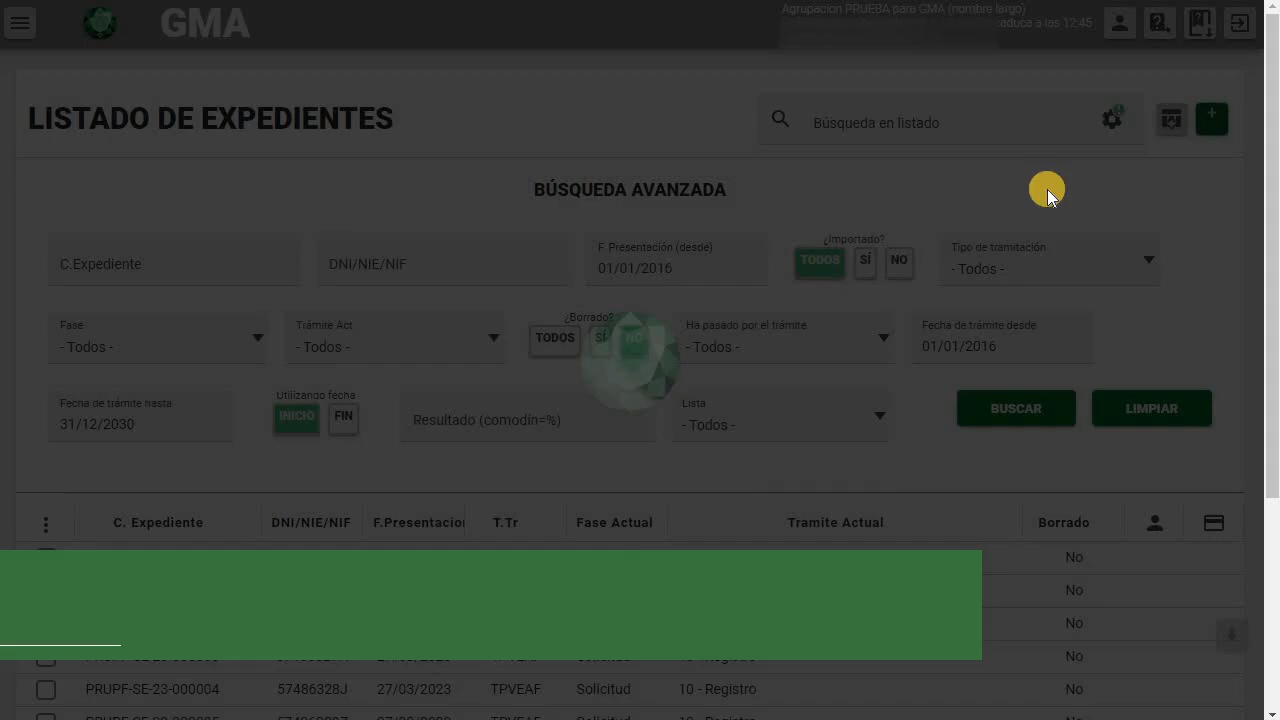 GMA
Agrupacion PRUEBA para GMA (nombre largo)
caduca a las 12:45
LISTADO DE EXPEDIENTES
Búsqueda en listado
BÚSQUEDA AVANZADA
C.Expediente
DNI/NIE/NIF
F. Presentación (desde)
01/01/2016
¿Importado?
TODOS SÍ NO
Tipo de tramitación
- Todos -
Fase
- Todos -
Trámite Act
- Todos -
¿Borrado?
TODOS SÍ NO
Ha pasado por el trámite
- Todos -
Fecha de trámite desde
01/01/2016
Fecha de trámite hasta
31/12/2030
Utilizando fecha
INICIO FIN
Resultado (comodín=%)
Lista
- Todos -
BUSCAR
LIMPIAR
C. Expediente DNI/NIE/NIF F.Presentacion T.Tr Fase Actual Tramite Actual Borrado
No
No
No
No
PRUPF-SE-23-000004 57486328J 27/03/2023 TPVEAF Solicitud 10 - Registro No